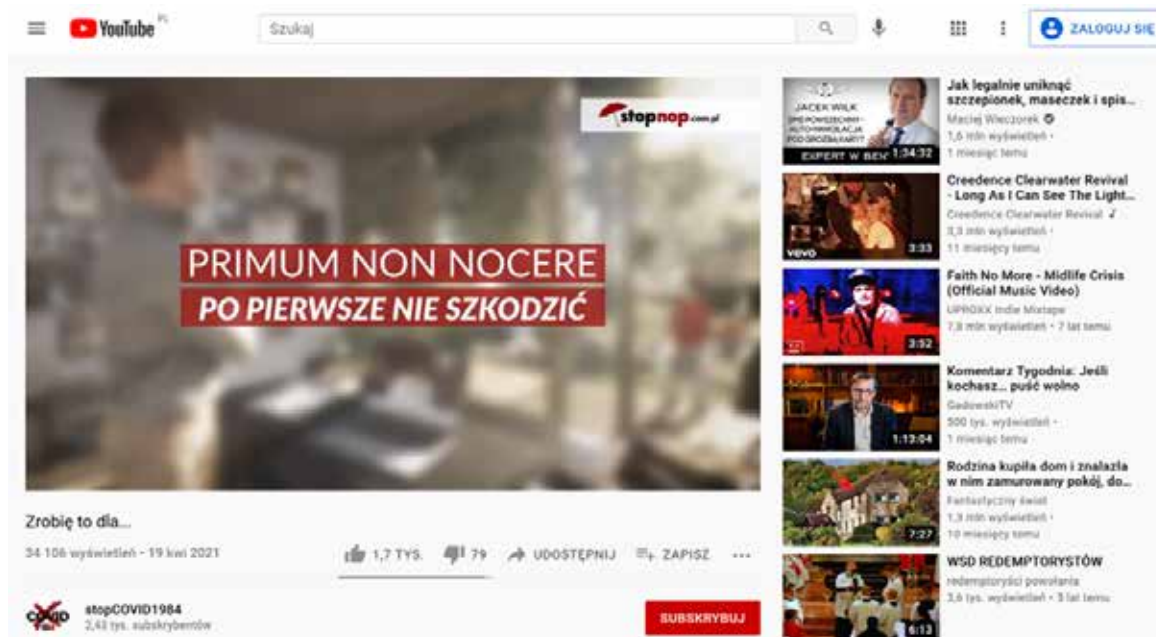 YouTube PL
Szukaj
ZALOGUJ SIĘ
stopnop.com.pl
PRIMUM NON NOCERE
PO PIERWSZE NIE SZKODZIĆ
Zrobię to dla...
34 106 wyświetleń • 19 kwi 2021
1,7 TYS.
79
UDOSTĘPNIJ
ZAPISZ
COVID
stopCOVID1984
2,43 tys. subskrybentów
SUBSKRYBUJ
JACEK WILK
EXPERT W BEN
1:34:32
Jak legalnie uniknąć
szczepionek, maseczek i spis...
Maciej Wieczorek
1,6 mln wyświetleń •
1 miesiąc temu
vevo
3:33
Creedence Clearwater Revival
- Long As I Can See The Light...
Creedence Clearwater Revival
3,3 mln wyświetleń •
11 miesięcy temu
3:52
Faith No More - Midlife Crisis
(Official Music Video)
UPROXX Indie Mixtape
7,8 mln wyświetleń • 7 lat temu
1:13:04
Komentarz Tygodnia: Jeśli
kochasz... puść wolno
GadowskiTV
500 tys. wyświetleń •
1 miesiąc temu
7:27
Rodzina kupiła dom i znalazła
w nim zamurowany pokój, do...
Fantastyczny świat
1,3 mln wyświetleń •
10 miesięcy temu
6:13
WSD REDEMPTORYSTÓW
redemptoryści powołania
3,6 tys. wyświetleń • 5 lat temu